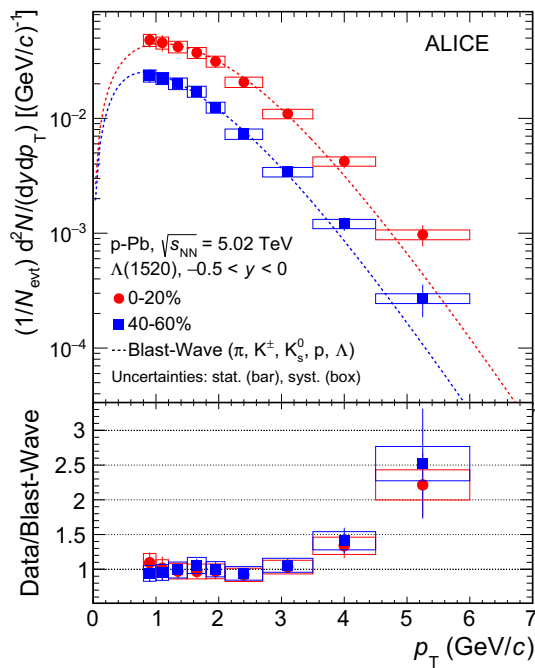 ALICE
(1/N_evt) d²N/(dydp_T) [(GeV/c)⁻¹]
10⁻²
10⁻³
10⁻⁴
p-Pb, √s_NN = 5.02 TeV
Λ(1520), −0.5 < y < 0
0-20%
40-60%
Blast-Wave (π, K±, K⁰_s, p, Λ)
Uncertainties: stat. (bar), syst. (box)
Data/Blast-Wave
3
2.5
2
1.5
1
0 1 2 3 4 5 6 7
p_T (GeV/c)